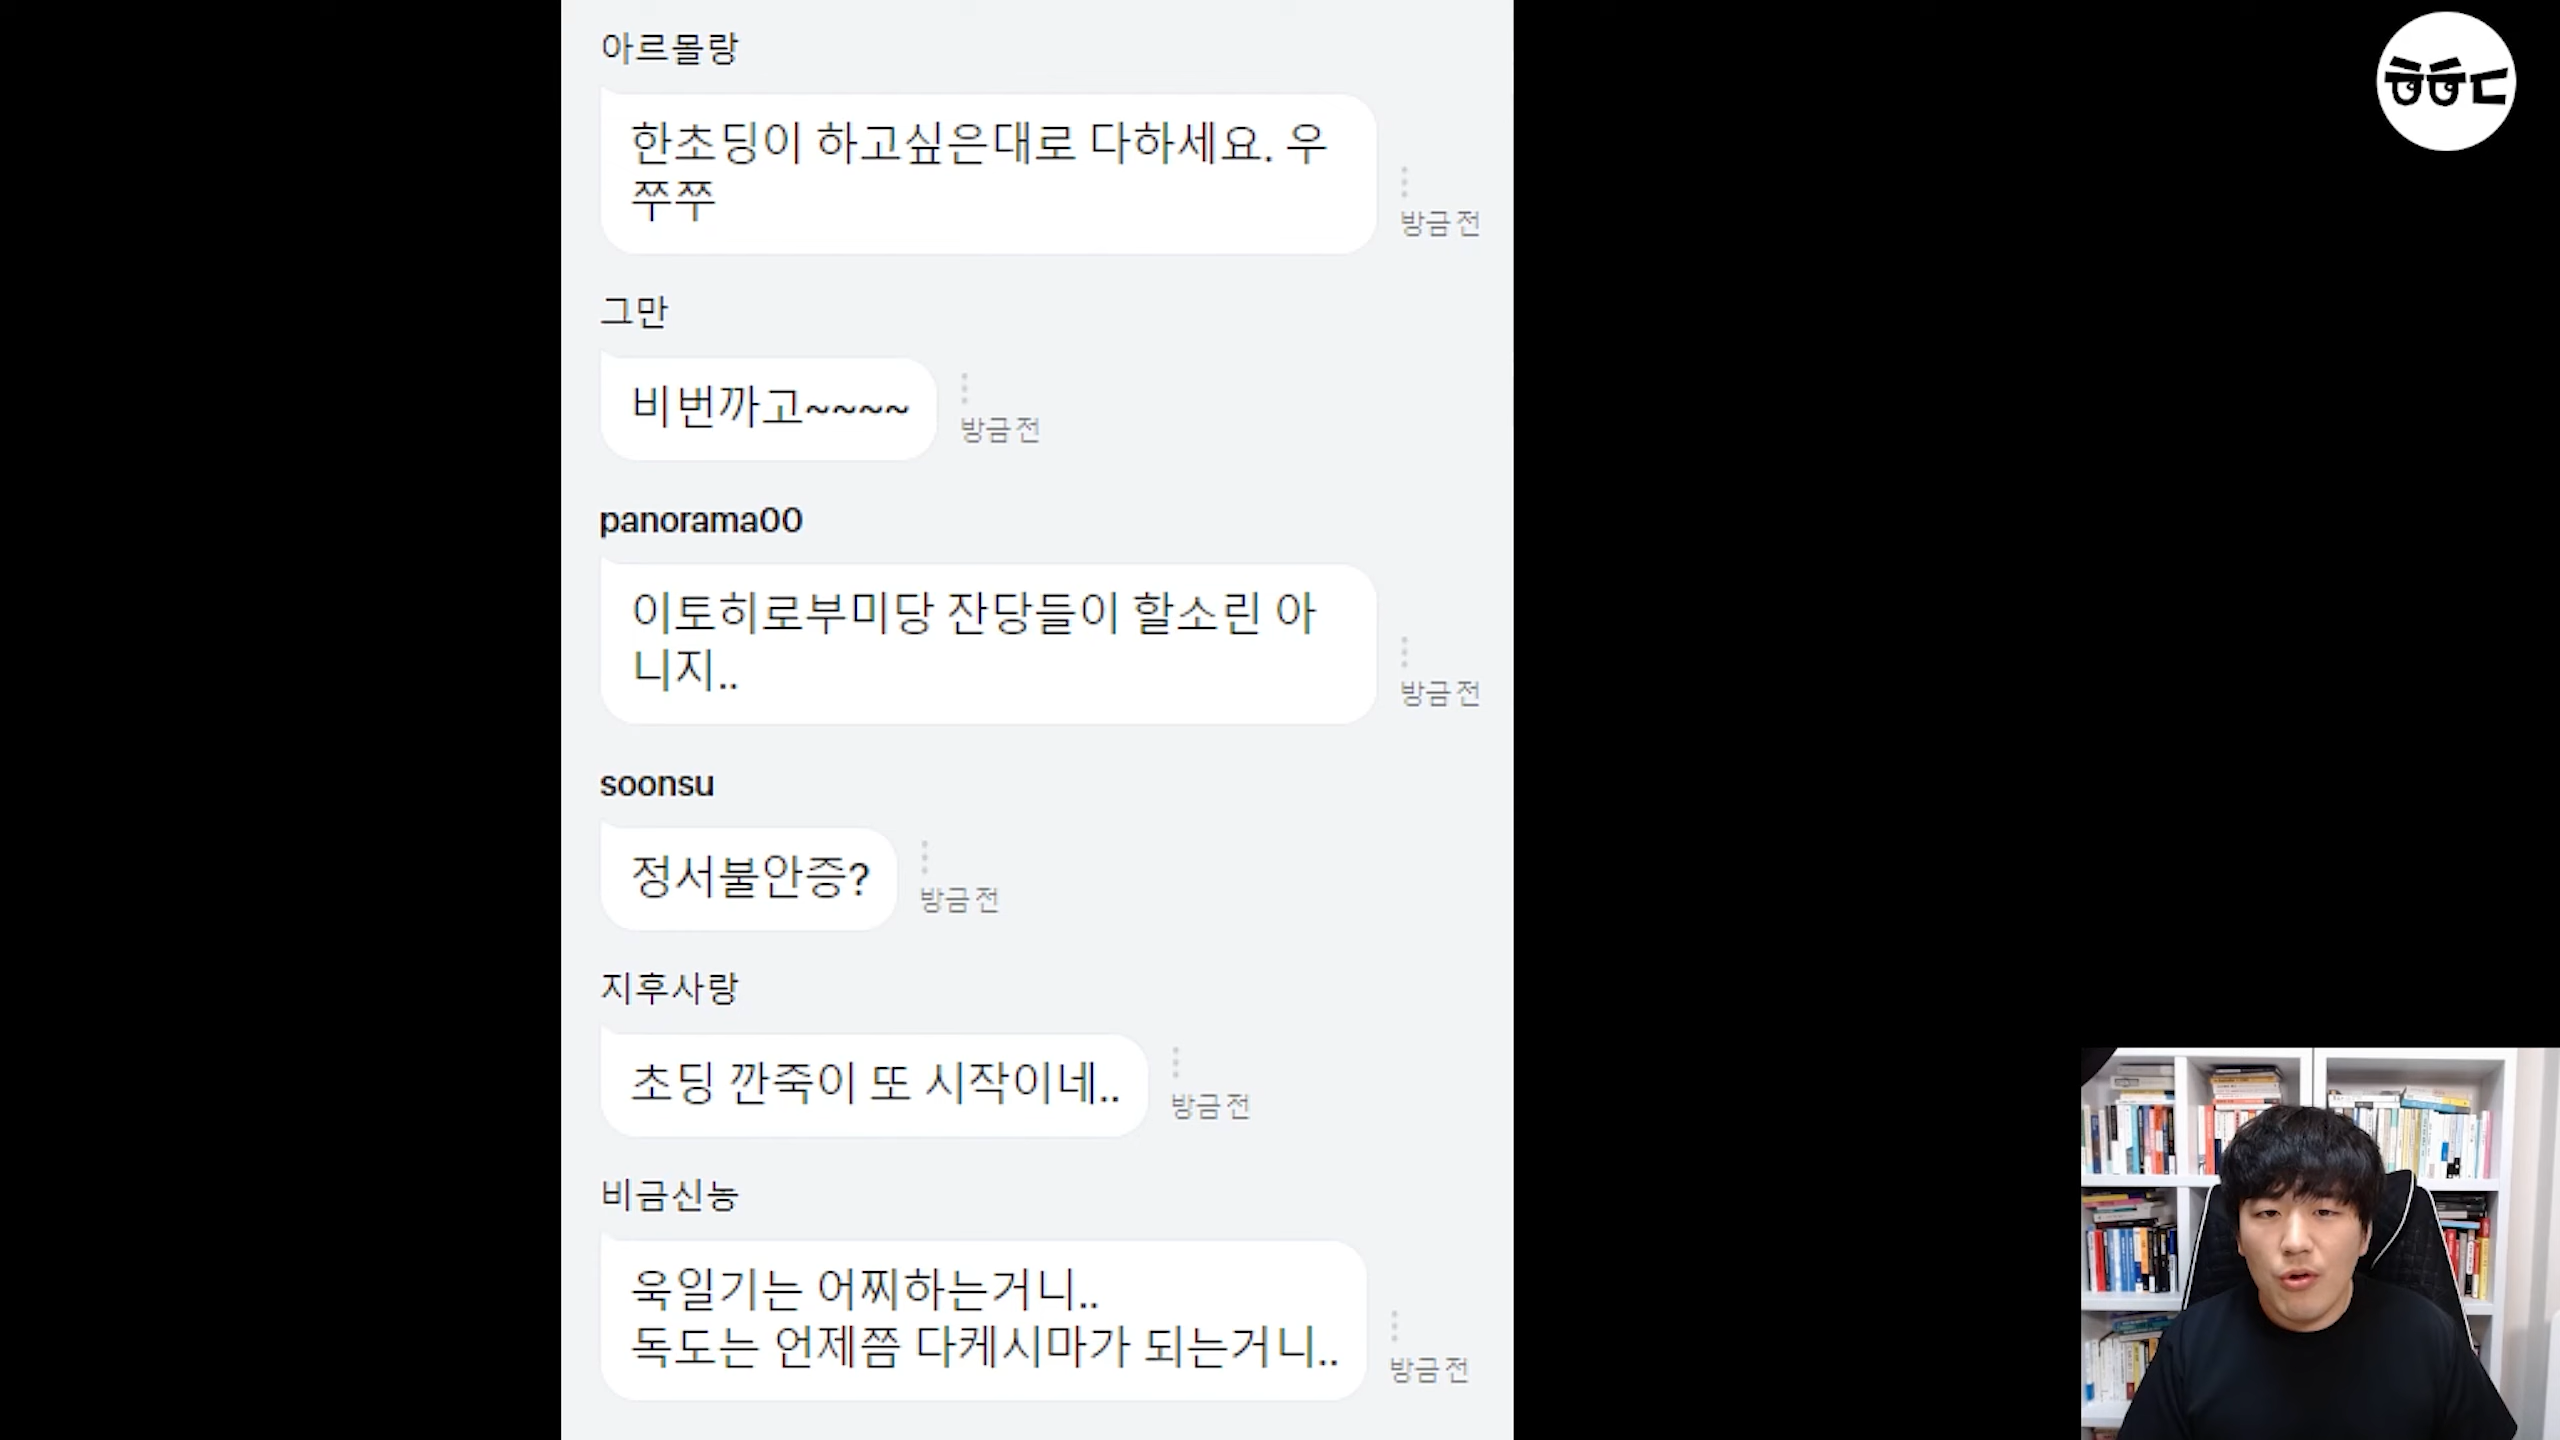 아르몰랑
한초딩이 하고싶은대로 다하세요. 우
쭈쭈
방금 전
그만
비번까고~~~~
방금 전
panorama00
이토히로부미당 잔당들이 할소린 아
니지..
방금 전
soonsu
정서불안증?
방금 전
지후사랑
초딩 깐죽이 또 시작이네..
방금 전
비금신농
욱일기는 어찌하는거니..
독도는 언제쯤 다케시마가 되는거니..
방금 전